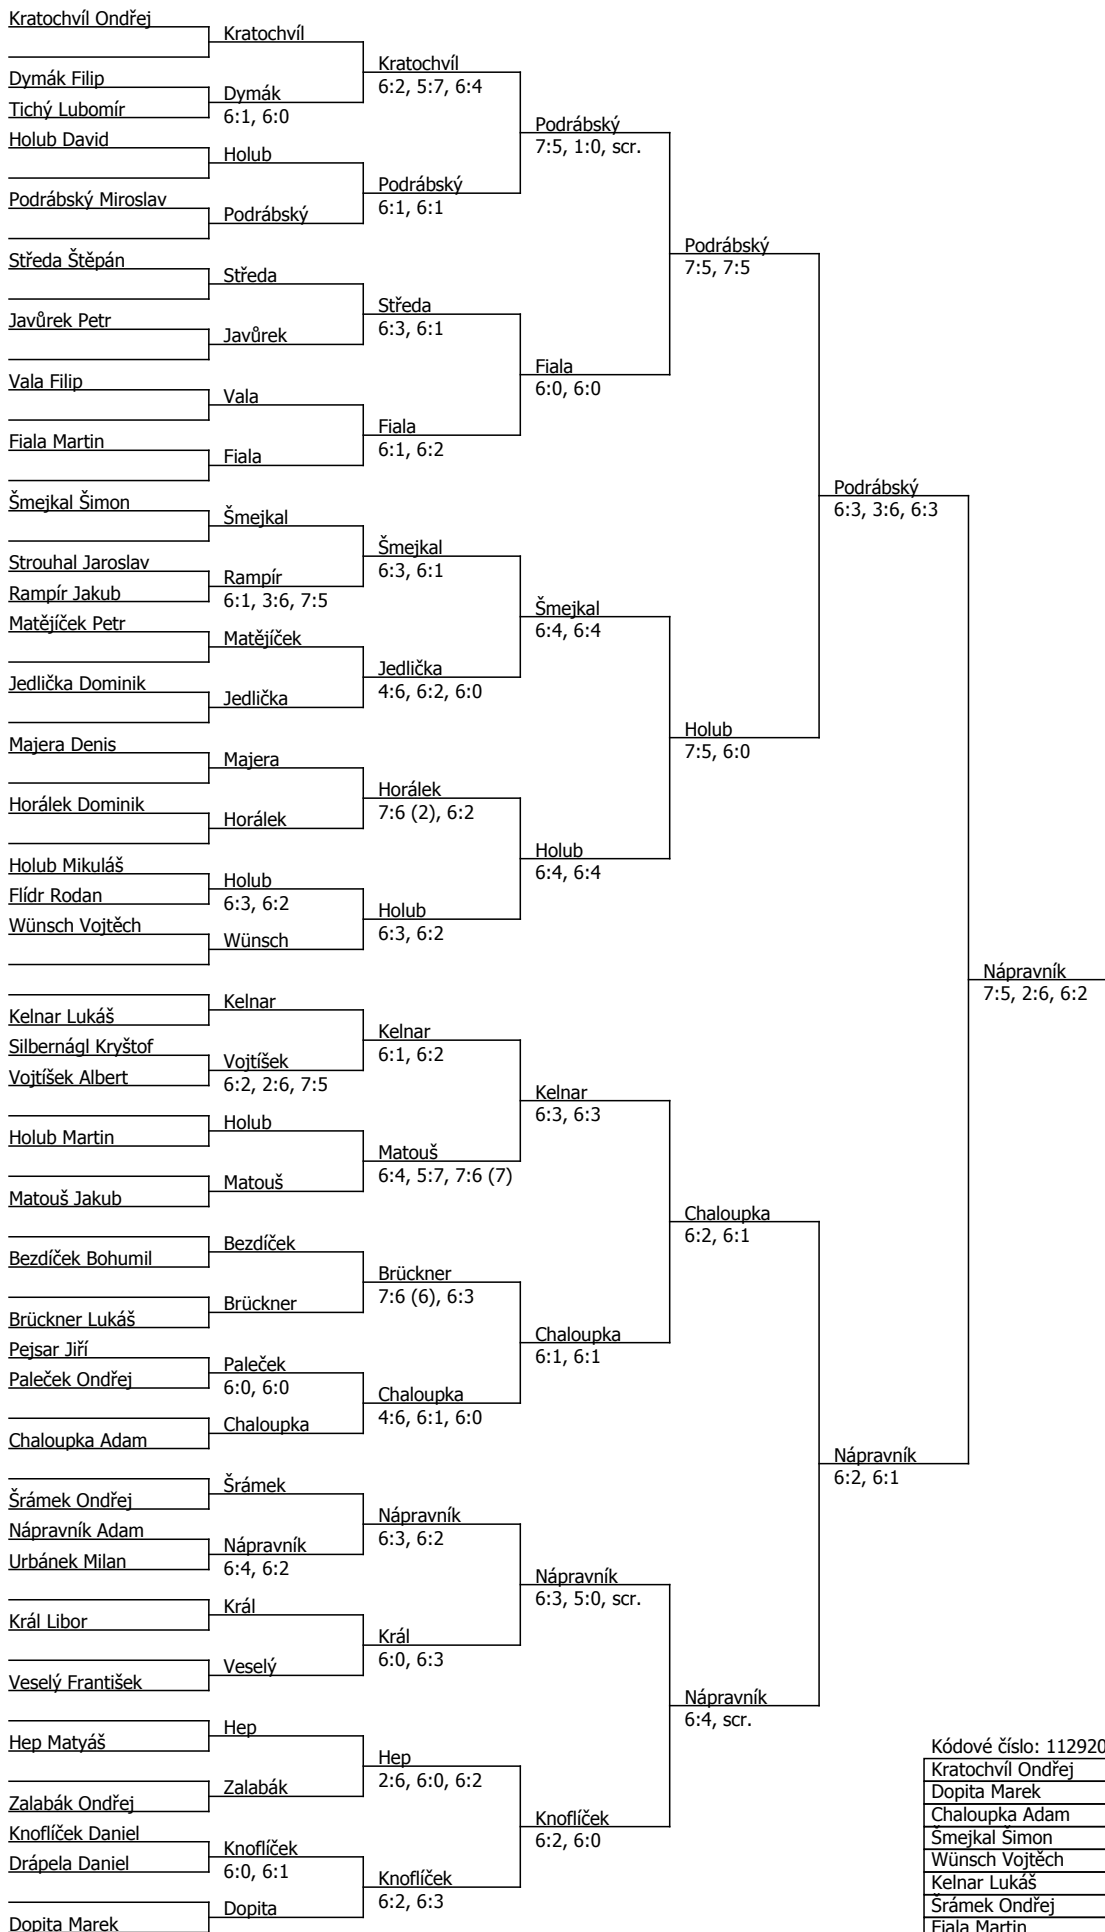 Kratochvíl Ondřej
Dymák Filip
Tichý Lubomír
Holub David
Podrábský Miroslav
Středa Štěpán
Javůrek Petr
Vala Filip
Fiala Martin
Šmejkal Šimon
Strouhal Jaroslav
Rampír Jakub
Matějíček Petr
Jedlička Dominik
Majera Denis
Horálek Dominik
Holub Mikuláš
Flídr Rodan
Wünsch Vojtěch
Kelnar Lukáš
Silbernágl Kryštof
Vojtíšek Albert
Holub Martin
Matouš Jakub
Bezdíček Bohumil
Brückner Lukáš
Pejsar Jiří
Paleček Ondřej
Chaloupka Adam
Šrámek Ondřej
Nápravník Adam
Urbánek Milan
Král Libor
Veselý František
Hep Matyáš
Zalabák Ondřej
Knoflíček Daniel
Drápela Daniel
Dopita Marek
Kratochvíl
Dymák
6:1, 6:0
Holub
Podrábský
Středa
Javůrek
Vala
Fiala
Šmejkal
Rampír
6:1, 3:6, 7:5
Matějíček
Jedlička
Majera
Horálek
Holub
6:3, 6:2
Wünsch
Kelnar
Vojtíšek
6:2, 2:6, 7:5
Holub
Matouš
Bezdíček
Brückner
Paleček
6:0, 6:0
Chaloupka
Šrámek
Nápravník
6:4, 6:2
Král
Veselý
Hep
Zalabák
Knoflíček
6:0, 6:1
Dopita
Kratochvíl
6:2, 5:7, 6:4
Podrábský
6:1, 6:1
Středa
6:3, 6:1
Fiala
6:1, 6:2
Šmejkal
6:3, 6:1
Jedlička
4:6, 6:2, 6:0
Horálek
7:6 (2), 6:2
Holub
6:3, 6:2
Kelnar
6:1, 6:2
Matouš
6:4, 5:7, 7:6 (7)
Brückner
7:6 (6), 6:3
Chaloupka
4:6, 6:1, 6:0
Nápravník
6:3, 6:2
Král
6:0, 6:3
Hep
2:6, 6:0, 6:2
Knoflíček
6:2, 6:3
Podrábský
7:5, 1:0, scr.
Fiala
6:0, 6:0
Šmejkal
6:4, 6:4
Holub
6:4, 6:4
Kelnar
6:3, 6:3
Chaloupka
6:1, 6:1
Nápravník
6:3, 5:0, scr.
Knoflíček
6:2, 6:0
Podrábský
7:5, 7:5
Holub
7:5, 6:0
Chaloupka
6:2, 6:1
Nápravník
6:4, scr.
Podrábský
6:3, 3:6, 6:3
Nápravník
6:2, 6:1
Nápravník
7:5, 2:6, 6:2
Kódové číslo: 112920
Kratochvíl Ondřej
Dopita Marek
Chaloupka Adam
Šmejkal Šimon
Wünsch Vojtěch
Kelnar Lukáš
Šrámek Ondřej
Fiala Martin